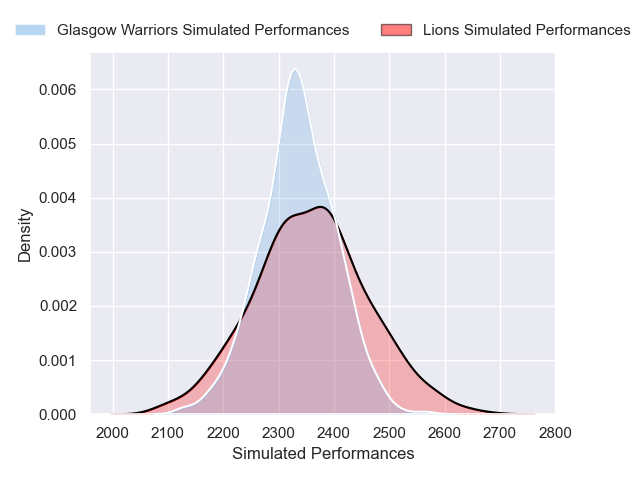 Glasgow Warriors Simulated Performances
Lions Simulated Performances
0.006
0.005
0.004
0.003
0.002
0.001
0.000
Density
2000 2100 2200 2300 2400 2500 2600 2700 2800
Simulated Performances